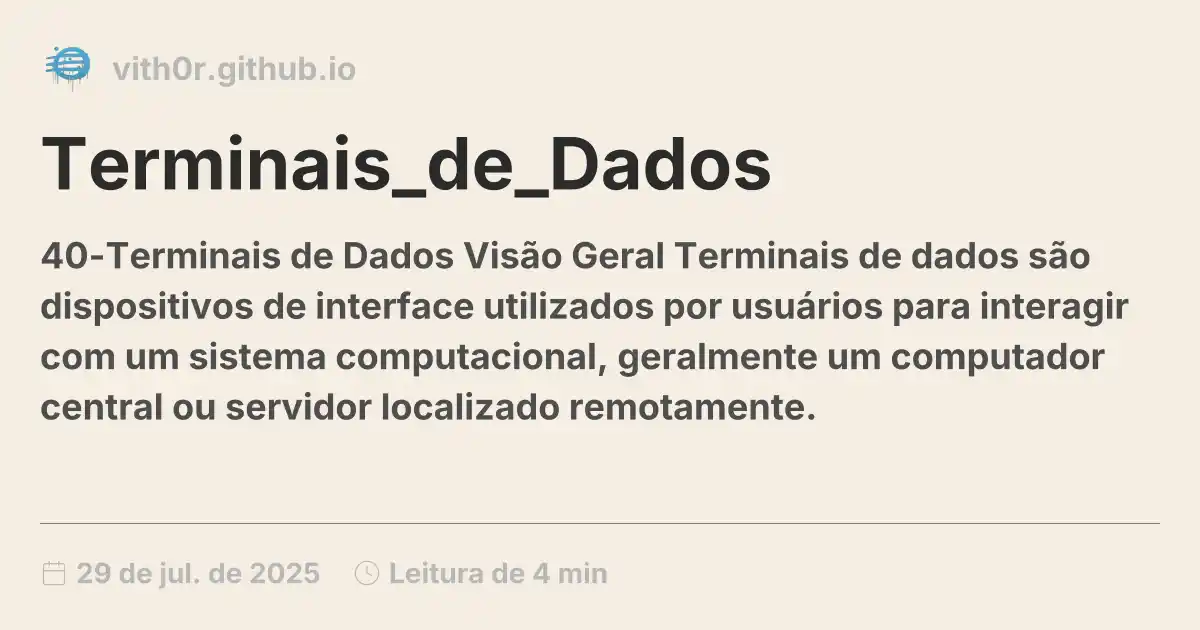 vith0r.github.io
Terminais_de_Dados
40-Terminais de Dados Visão Geral Terminais de dados são
dispositivos de interface utilizados por usuários para interagir
com um sistema computacional, geralmente um computador
central ou servidor localizado remotamente.
29 de jul. de 2025 Leitura de 4 min